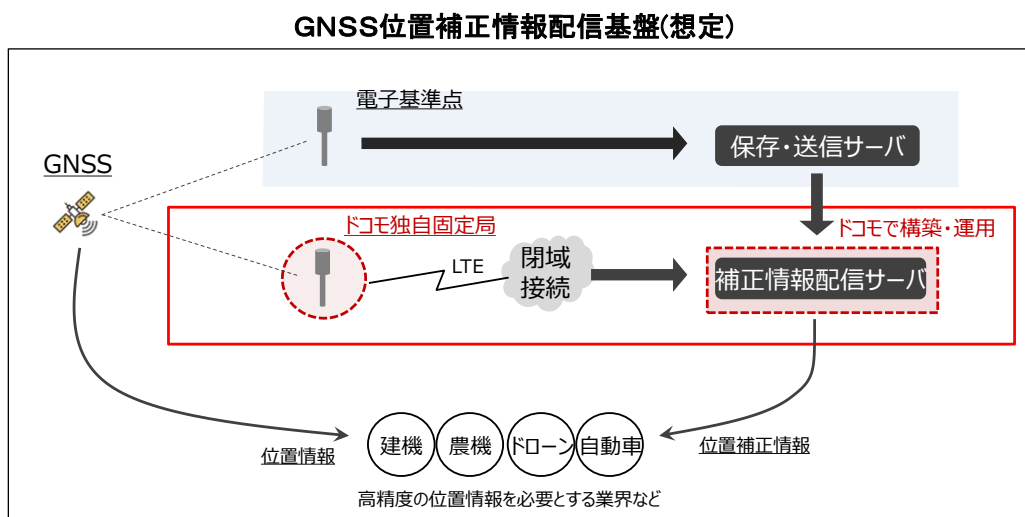 GNSS位置補正情報配信基盤(想定)
電子基準点
保存・送信サーバ
GNSS
ドコモ独自固定局
ドコモで構築・運用
LTE
閉域
接続
補正情報配信サーバ
位置情報
建機
農機
ドローン
自動車
位置補正情報
高精度の位置情報を必要とする業界など